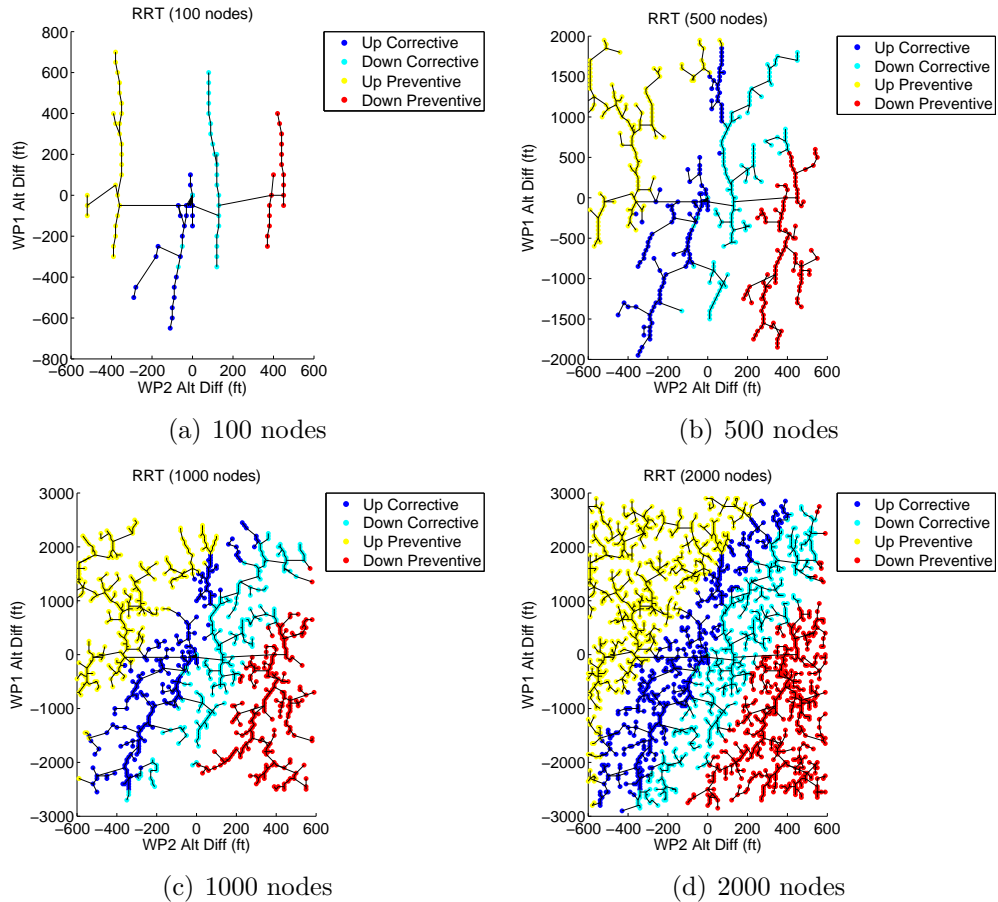 RRT (100 nodes)
800
600
400
200
0
−200
−400
−600
−800
−600 −400 −200 0 200 400 600
WP1 Alt Diff (ft)
WP2 Alt Diff (ft)
Up Corrective
Down Corrective
Up Preventive
Down Preventive
(a) 100 nodes
RRT (500 nodes)
2000
1500
1000
500
0
−500
−1000
−1500
−2000
−600 −400 −200 0 200 400 600
WP1 Alt Diff (ft)
WP2 Alt Diff (ft)
Up Corrective
Down Corrective
Up Preventive
Down Preventive
(b) 500 nodes
RRT (1000 nodes)
3000
2000
1000
0
−1000
−2000
−3000
−600 −400 −200 0 200 400 600
WP1 Alt Diff (ft)
WP2 Alt Diff (ft)
Up Corrective
Down Corrective
Up Preventive
Down Preventive
(c) 1000 nodes
RRT (2000 nodes)
3000
2000
1000
0
−1000
−2000
−3000
−600 −400 −200 0 200 400 600
WP1 Alt Diff (ft)
WP2 Alt Diff (ft)
Up Corrective
Down Corrective
Up Preventive
Down Preventive
(d) 2000 nodes